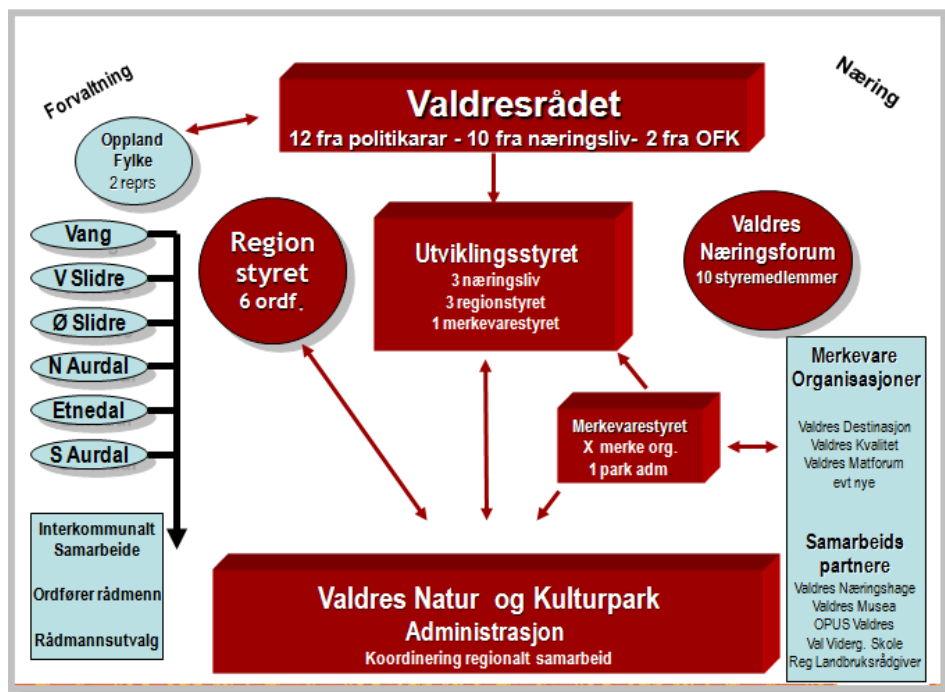 Forvaltning
Næring
Valdresrådet
12 fra politikarar - 10 fra næringsliv- 2 fra OFK
Oppland
Fylke
2 reprs
Vang
V Slidre
Ø Slidre
N Aurdal
Etnedal
S Aurdal
Region
styret
6 ordf.
Utviklingsstyret
3 næringsliv
3 regionstyret
1 merkevarestyret
Valdres
Næringsforum
10 styremedlemmer
Merkevarestyret
X merke org.
1 park adm
Merkevare
Organisasjoner
Valdres Destinasjon
Valdres Kvalitet
Valdres Matforum
evt nye
Samarbeids
partnere
Valdres Næringshage
Valdres Musea
OPUS Valdres
Val Viderg. Skole
Reg Landbruksrådgiver
Interkommunalt
Samarbeide
Ordfører rådmenn
Rådmannsutvalg
Valdres Natur og Kulturpark
Administrasjon
Koordinering regionalt samarbeid